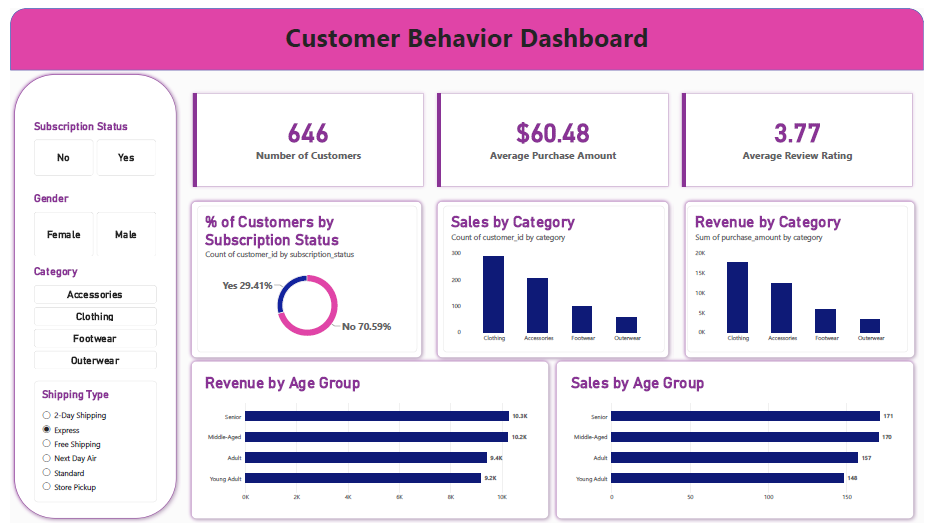 Customer Behavior Dashboard
Subscription Status
No Yes
Gender
Female Male
Category
Accessories
Clothing
Footwear
Outerwear
Shipping Type
2-Day Shipping
Express
Free Shipping
Next Day Air
Standard
Store Pickup
646
Number of Customers
$60.48
Average Purchase Amount
3.77
Average Review Rating
% of Customers by
Subscription Status
Count of customer_id by subscription_status
Yes 29.41%
No 70.59%
Sales by Category
Count of customer_id by category
300
200
100
0
Clothing Accessories Footwear Outerwear
Revenue by Category
Sum of purchase_amount by category
20K
15K
10K
5K
0K
Clothing Accessories Footwear Outerwear
Revenue by Age Group
Senior 10.3K
Middle-Aged 10.2K
Adult 9.4K
Young Adult 9.2K
0K 2K 4K 6K 8K 10K
Sales by Age Group
Senior 171
Middle-Aged 170
Adult 157
Young Adult 148
0 50 100 150